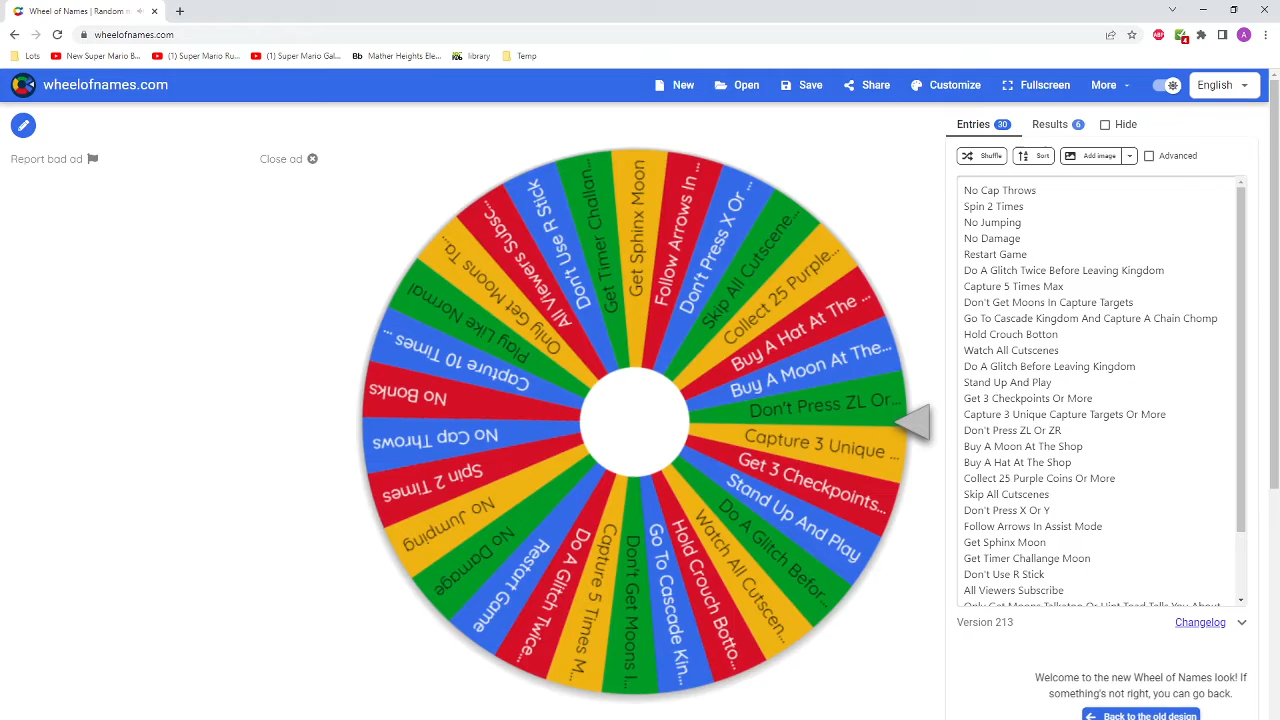 Wheel of Names | Random n
wheelofnames.com
Lots
New Super Mario B...
(1) Super Mario Ru...
(1) Super Mario Gal...
Bb Mather Heights Ele...
library
Temp
wheelofnames.com
New
Open
Save
Share
Customize
Fullscreen
More
English
Report bad ad
Close ad
Entries 30
Results 6
Hide
Shuffle
Sort
Add image
Advanced
No Cap Throws
Spin 2 Times
No Jumping
No Damage
Restart Game
Do A Glitch Twice Before Leaving Kingdom
Capture 5 Times Max
Don't Get Moons In Capture Targets
Go To Cascade Kingdom And Capture A Chain Chomp
Hold Crouch Botton
Watch All Cutscenes
Do A Glitch Before Leaving Kingdom
Stand Up And Play
Get 3 Checkpoints Or More
Capture 3 Unique Capture Targets Or More
Don't Press ZL Or ZR
Buy A Moon At The Shop
Buy A Hat At The Shop
Collect 25 Purple Coins Or More
Skip All Cutscenes
Don't Press X Or Y
Follow Arrows In Assist Mode
Get Sphinx Moon
Get Timer Challange Moon
Don't Use R Stick
All Viewers Subscribe
Only Get Moons Talkatoo Or Hint Toad Tells You About
Version 213
Changelog
Welcome to the new Wheel of Names look! If
something's not right, you can go back.
Back to the old design
Get Sphinx Moon
Follow Arrows In ...
Don't Press X Or ...
Skip All Cutscene...
Collect 25 Purple...
Buy A Hat At The ...
Buy A Moon At The...
Don't Press ZL Or...
Capture 3 Unique ...
Get 3 Checkpoints...
Stand Up And Play
Do A Glitch Befor...
Watch All Cutscen...
Hold Crouch Botto...
Go To Cascade Kin...
Don't Get Moons I...
Capture 5 Times M...
Do A Glitch Twice...
Restart Game
No Damage
No Jumping
Spin 2 Times
No Cap Throws
No Bonks
Capture 10 Times ...
Play Like Normal
Only Get Moons Ta...
All Viewers Subsc...
Don't Use R Stick
Get Timer Challan...